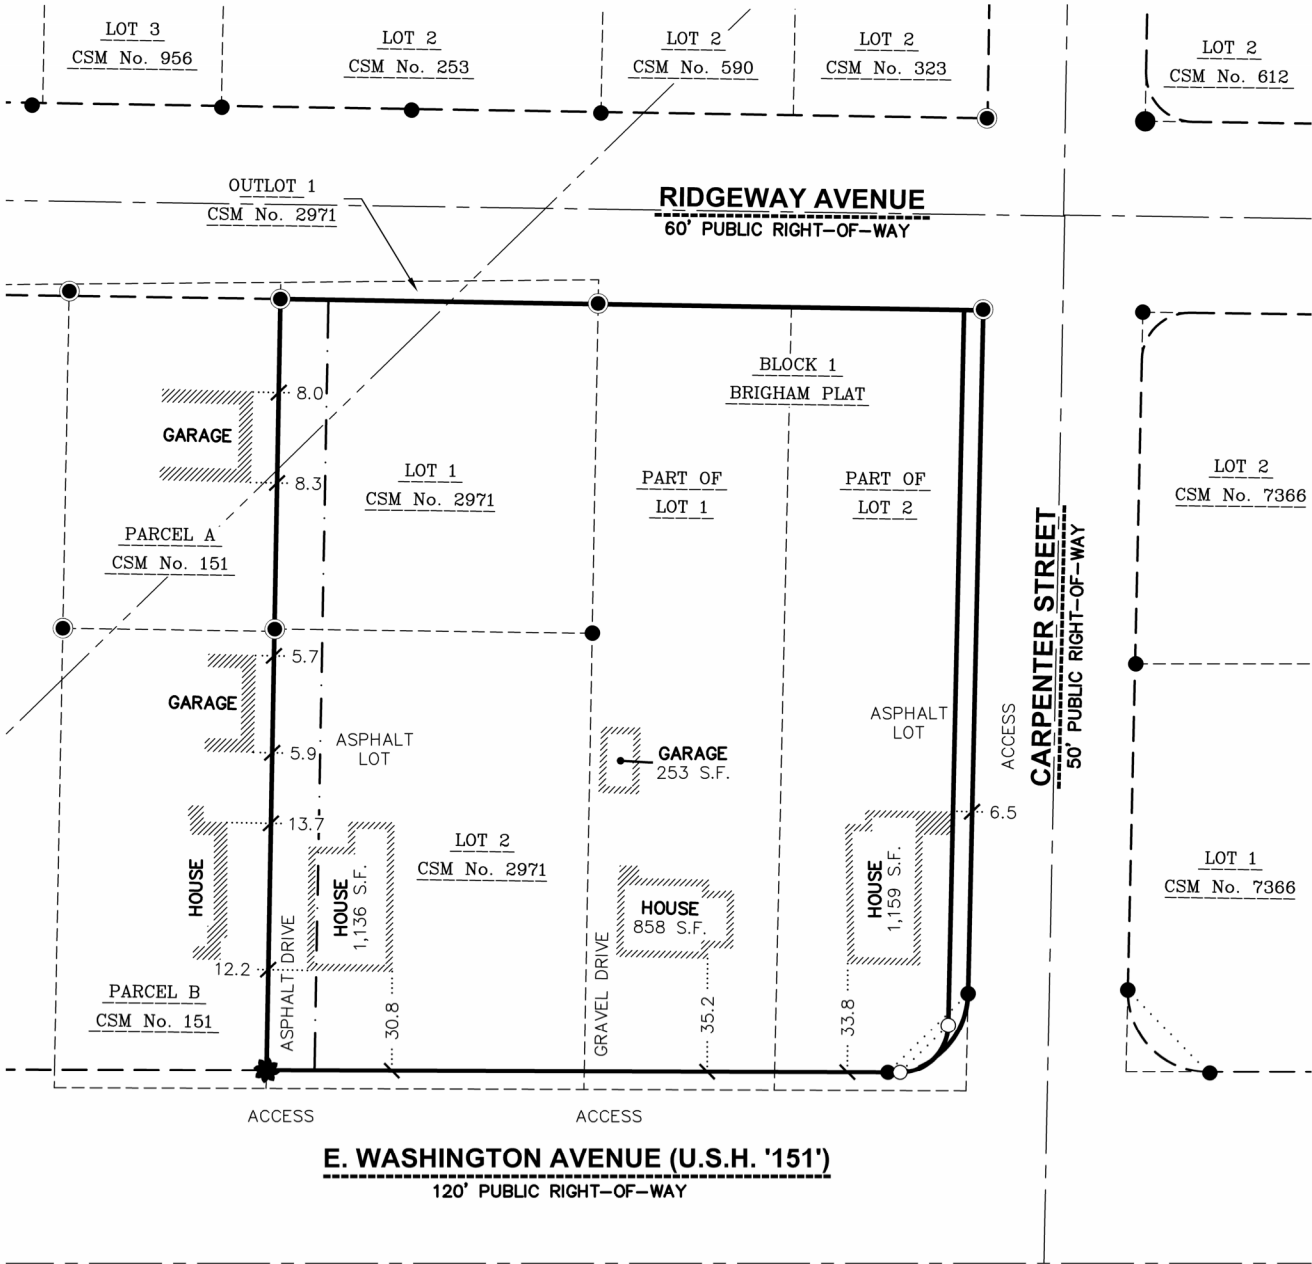 LOT 3
CSM No. 956
LOT 2
CSM No. 253
LOT 2
CSM No. 590
LOT 2
CSM No. 323
LOT 2
CSM No. 612
OUTLOT 1
CSM No. 2971
RIDGEWAY AVENUE
60' PUBLIC RIGHT-OF-WAY
BLOCK 1
BRIGHAM PLAT
8.0
GARAGE
8.3
LOT 1
CSM No. 2971
PART OF
LOT 1
PART OF
LOT 2
LOT 2
CSM No. 7366
PARCEL A
CSM No. 151
CARPENTER STREET
50' PUBLIC RIGHT-OF-WAY
5.7
GARAGE
5.9
ASPHALT
LOT
GARAGE
253 S.F.
ASPHALT
LOT
ACCESS
6.5
13.7
HOUSE
HOUSE
1,136 S.F.
LOT 2
CSM No. 2971
HOUSE
858 S.F.
HOUSE
1,159 S.F.
LOT 1
CSM No. 7366
12.2
ASPHALT DRIVE
30.8
GRAVEL DRIVE
35.2
33.8
PARCEL B
CSM No. 151
ACCESS
ACCESS
E. WASHINGTON AVENUE (U.S.H. '151')
120' PUBLIC RIGHT-OF-WAY